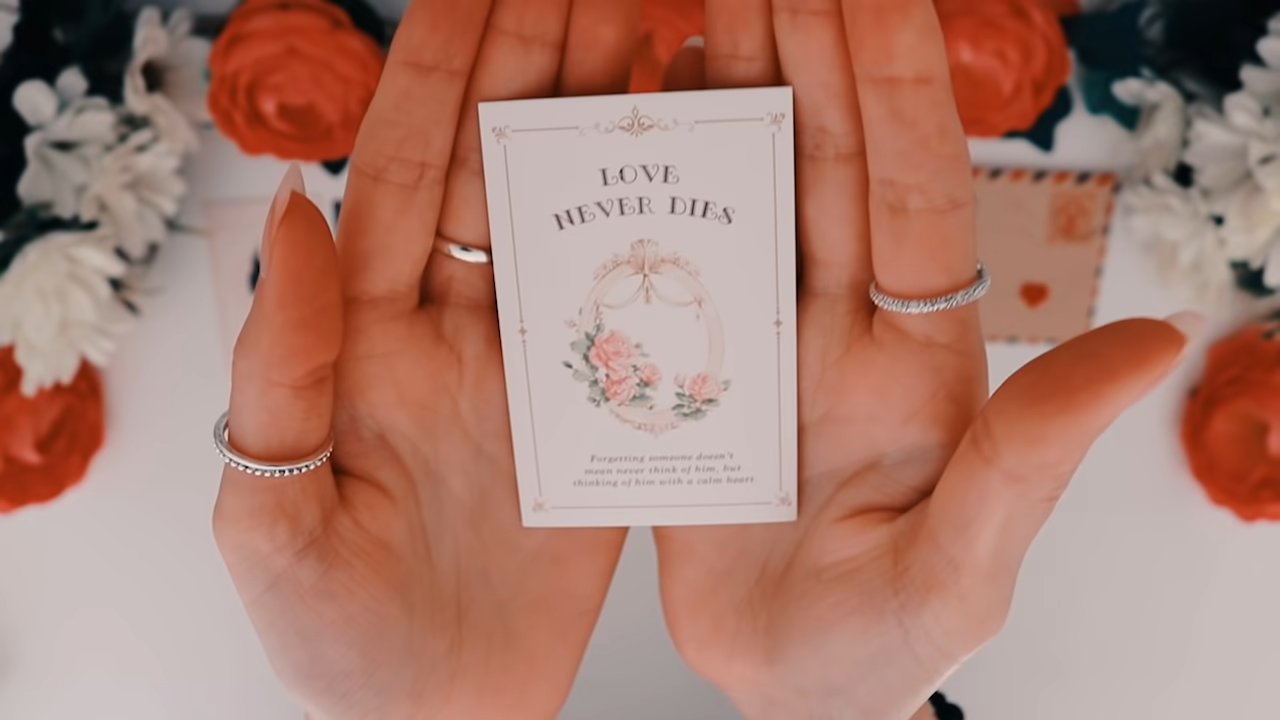 LOVE
NEVER DIES
Forgetting someone doesn't
mean never think of him, but
thinking of him with a calm heart